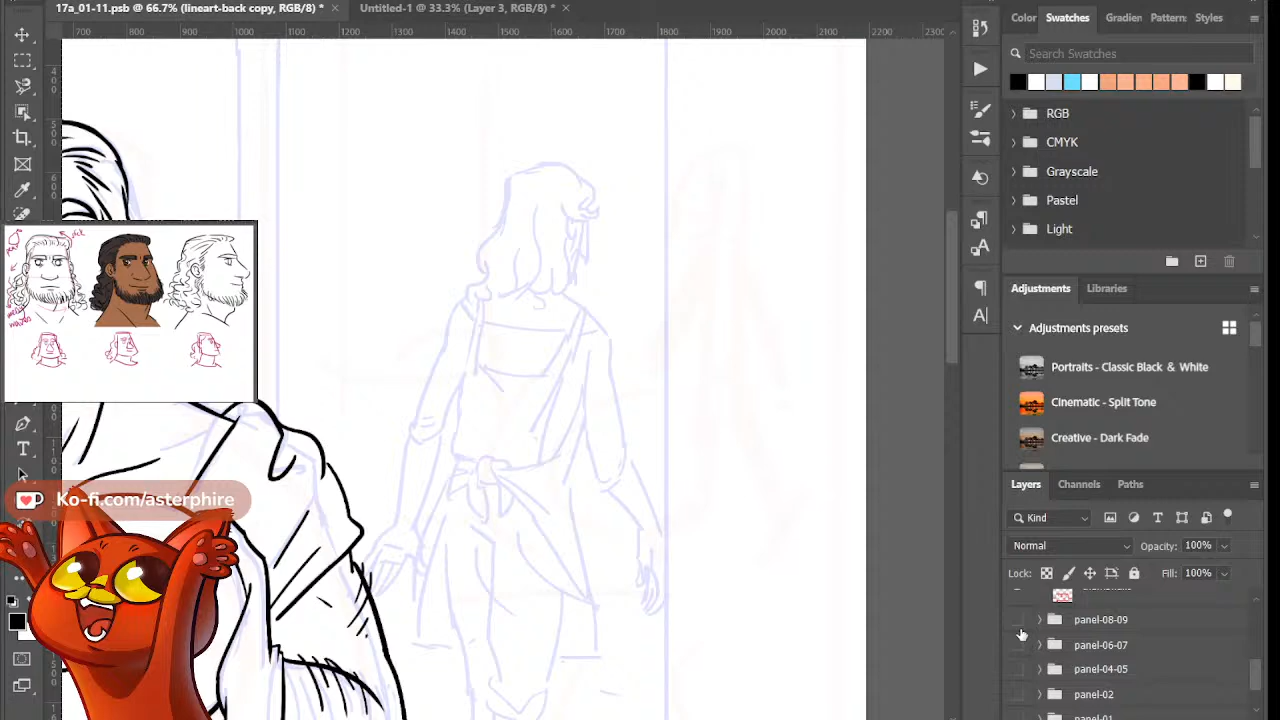 17a_01-11.psb @ 66.7% (lineart-back copy, RGB/8) *
Untitled-1 @ 33.3% (Layer 3, RGB/8) *
700 800 900 1000 1100 1200 1300 1400 1500 1600 1700 1800 1900 2000 2100 2200 2300
Color Swatches Gradien Pattern: Styles
Search Swatches
RGB
CMYK
Grayscale
Pastel
Light
Adjustments Libraries
Adjustments presets
Portraits - Classic Black & White
Cinematic - Split Tone
Creative - Dark Fade
Layers Channels Paths
Kind
Normal Opacity: 100%
Lock: Fill: 100%
panel-08-09
panel-06-07
panel-04-05
panel-02
panel-01
Ko-fi.com/asterphire